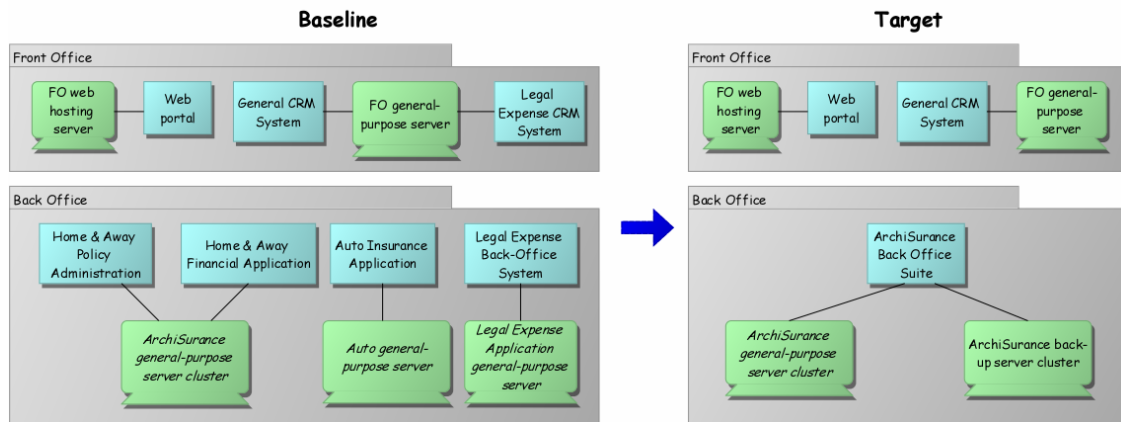 Baseline
Target
Front Office
FO web
hosting
server
Web
portal
General CRM
System
FO general-
purpose server
Legal
Expense CRM
System
Back Office
Home & Away
Policy
Administration
Home & Away
Financial Application
Auto Insurance
Application
Legal Expense
Back-Office
System
ArchiSurance
general-purpose
server cluster
Auto general-
purpose server
Legal Expense
Application
general-purpose
server
Front Office
FO web
hosting
server
Web
portal
General CRM
System
FO general-
purpose
server
Back Office
ArchiSurance
Back Office
Suite
ArchiSurance
general-purpose
server cluster
ArchiSurance back-
up server cluster